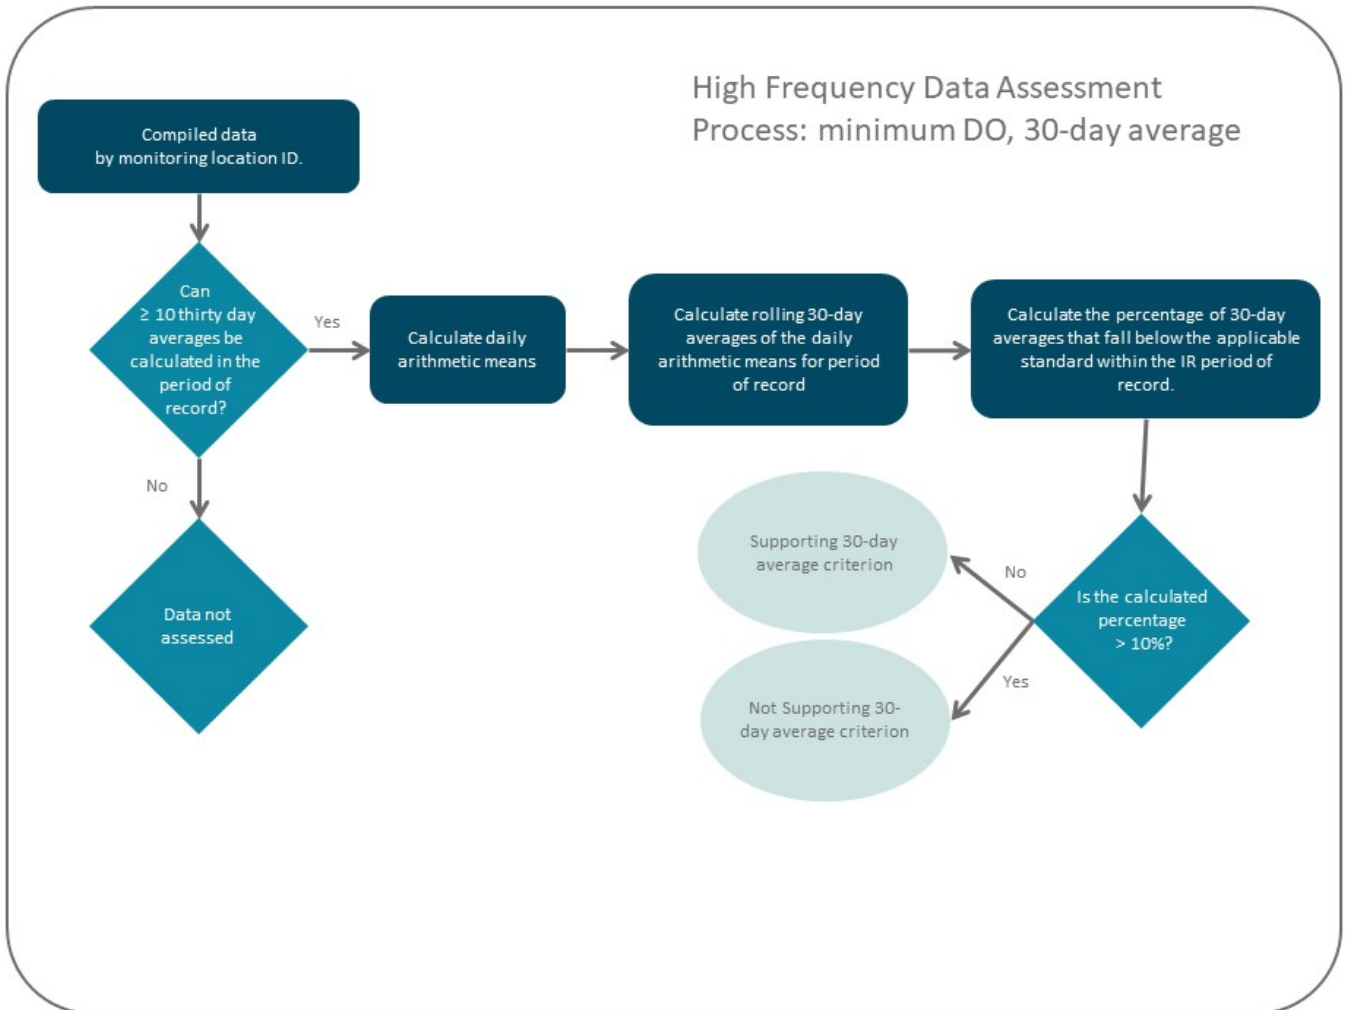 High Frequency Data Assessment
Process: minimum DO, 30-day average
Compiled data
by monitoring location ID.
Can
≥ 10 thirty day
averages be
calculated in the
period of
record?
Yes
Calculate daily
arithmetic means
Calculate rolling 30-day
averages of the daily
arithmetic means for period
of record
Calculate the percentage of 30-day
averages that fall below the applicable
standard within the IR period of
record.
No
Data not
assessed
Supporting 30-day
average criterion
No
Is the calculated
percentage
> 10%?
Yes
Not Supporting 30-
day average criterion